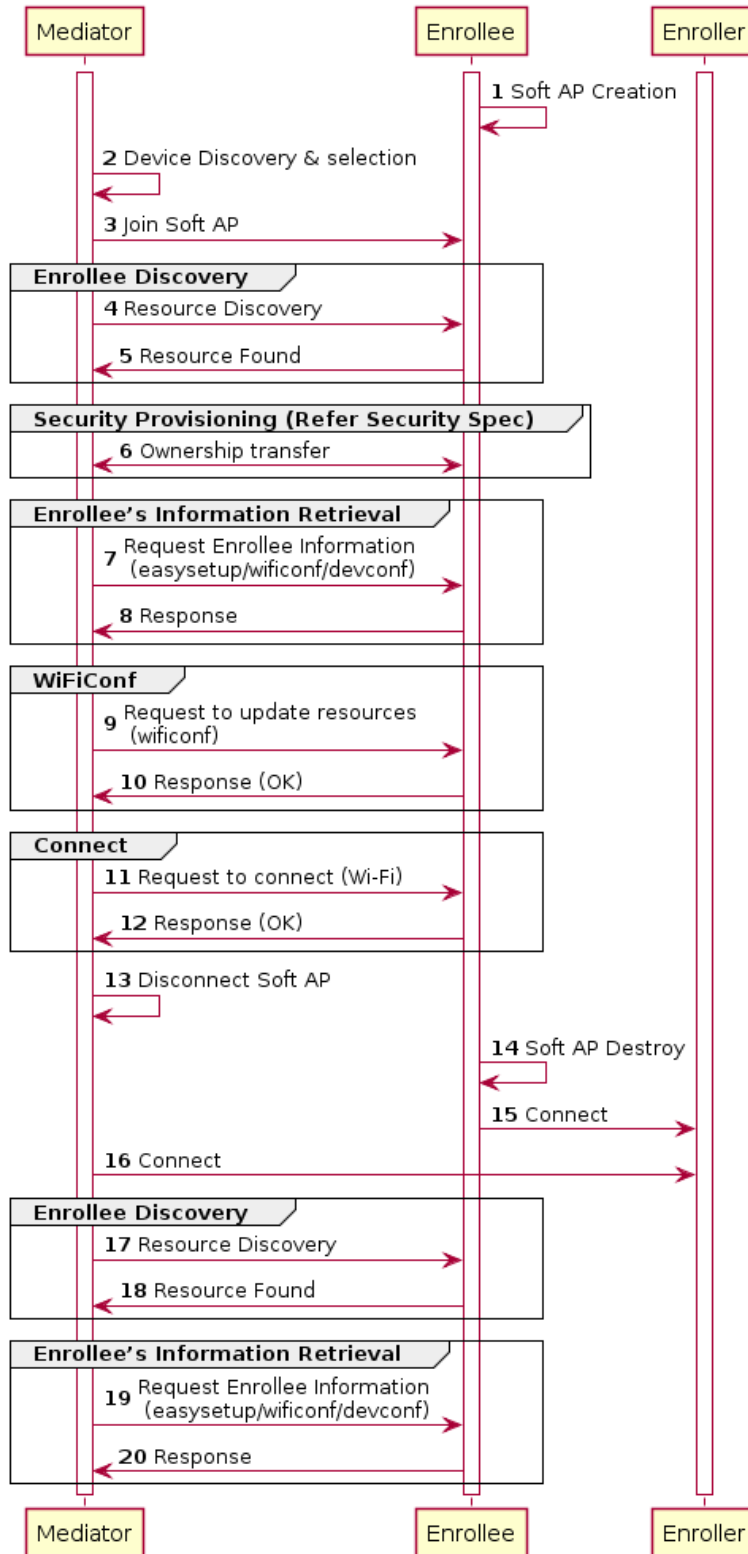 Mediator Enrollee Enroller
1 Soft AP Creation
2 Device Discovery & selection
3 Join Soft AP
Enrollee Discovery
4 Resource Discovery
5 Resource Found
Security Provisioning (Refer Security Spec)
6 Ownership transfer
Enrollee’s Information Retrieval
7 Request Enrollee Information
(easysetup/wificonf/devconf)
8 Response
WiFiConf
9 Request to update resources
(wificonf)
10 Response (OK)
Connect
11 Request to connect (Wi-Fi)
12 Response (OK)
13 Disconnect Soft AP
14 Soft AP Destroy
15 Connect
16 Connect
Enrollee Discovery
17 Resource Discovery
18 Resource Found
Enrollee’s Information Retrieval
19 Request Enrollee Information
(easysetup/wificonf/devconf)
20 Response
Mediator Enrollee Enroller